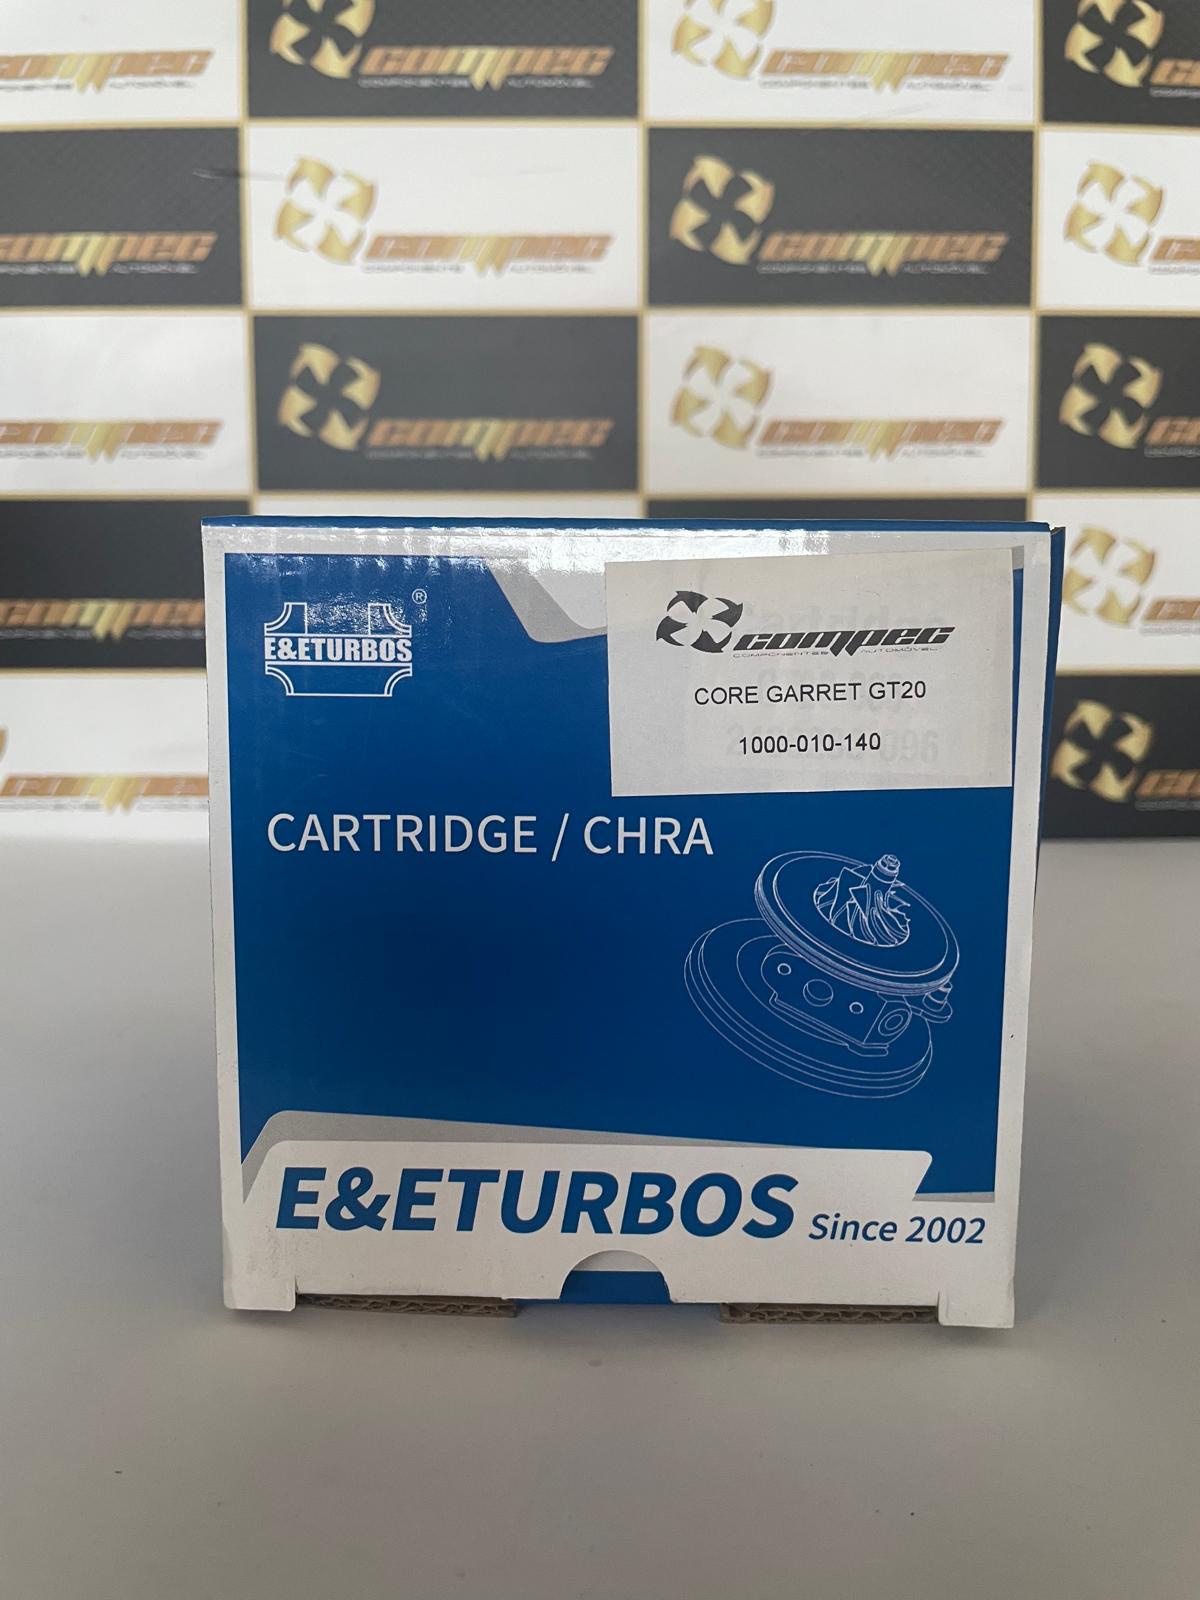 COMPEC
COMPONENTES AUTOMÓVEL
E&ETURBOS®
COMPEC
COMPONENTES AUTOMÓVEL
CORE GARRET GT20
1000-010-140
CARTRIDGE / CHRA
E&ETURBOS Since 2002